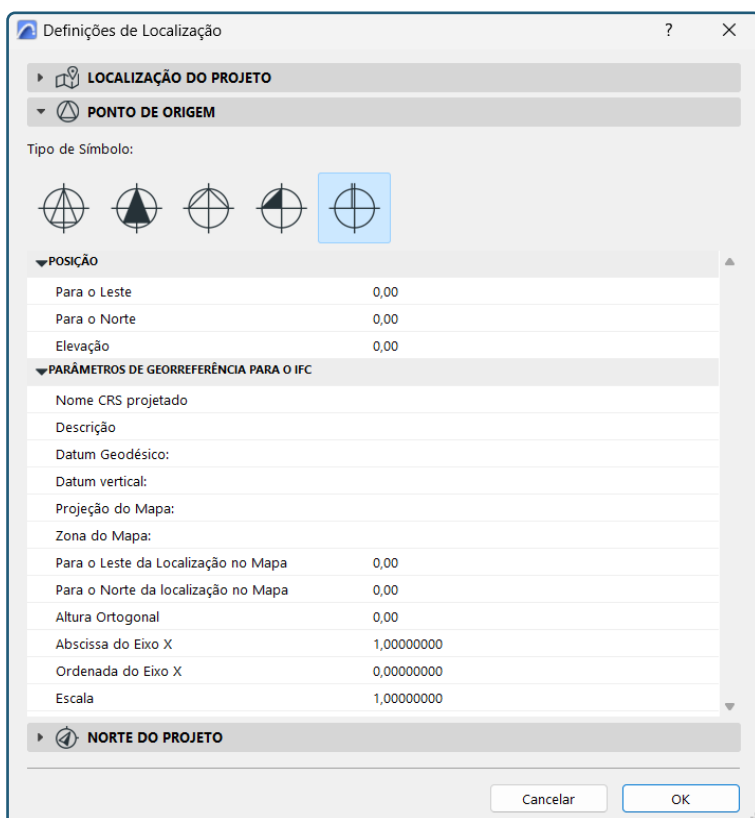 Definições de Localização
?
LOCALIZAÇÃO DO PROJETO
PONTO DE ORIGEM
Tipo de Símbolo:
POSIÇÃO
Para o Leste 0,00
Para o Norte 0,00
Elevação 0,00
PARÂMETROS DE GEORREFERÊNCIA PARA O IFC
Nome CRS projetado
Descrição
Datum Geodésico:
Datum vertical:
Projeção do Mapa:
Zona do Mapa:
Para o Leste da Localização no Mapa 0,00
Para o Norte da localização no Mapa 0,00
Altura Ortogonal 0,00
Abscissa do Eixo X 1,00000000
Ordenada do Eixo X 0,00000000
Escala 1,00000000
NORTE DO PROJETO
Cancelar OK